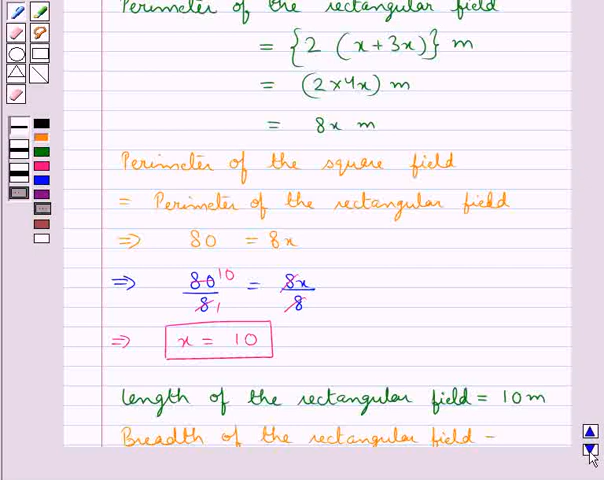 Perimeter of the rectangular field
= {2 (x+3x)} m
= (2×4x) m
= 8x m
Perimeter of the square field
= Perimeter of the rectangular field
⇒ 80 = 8x
⇒ 80/8 10/1 = 8x/8
⇒ x = 10
Length of the rectangular field = 10 m
Breadth of the rectangular field =